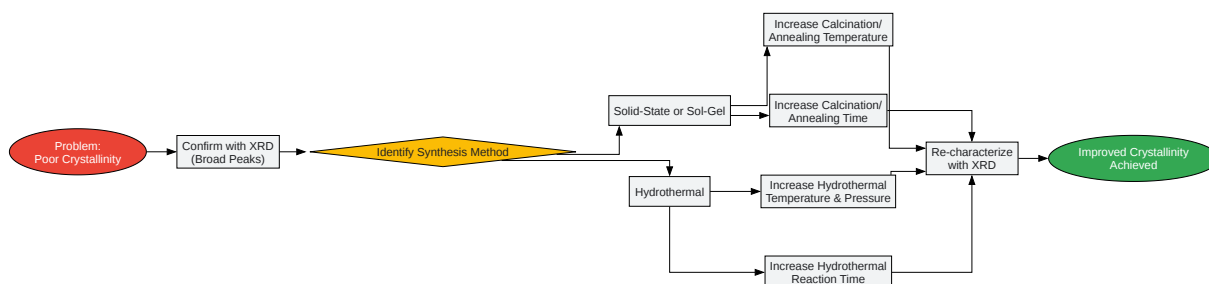 Problem:
Poor Crystallinity
Confirm with XRD
(Broad Peaks)
Identify Synthesis Method
Solid-State or Sol-Gel
Hydrothermal
Increase Calcination/
Annealing Temperature
Increase Calcination/
Annealing Time
Increase Hydrothermal
Temperature & Pressure
Increase Hydrothermal
Reaction Time
Re-characterize
with XRD
Improved Crystallinity
Achieved